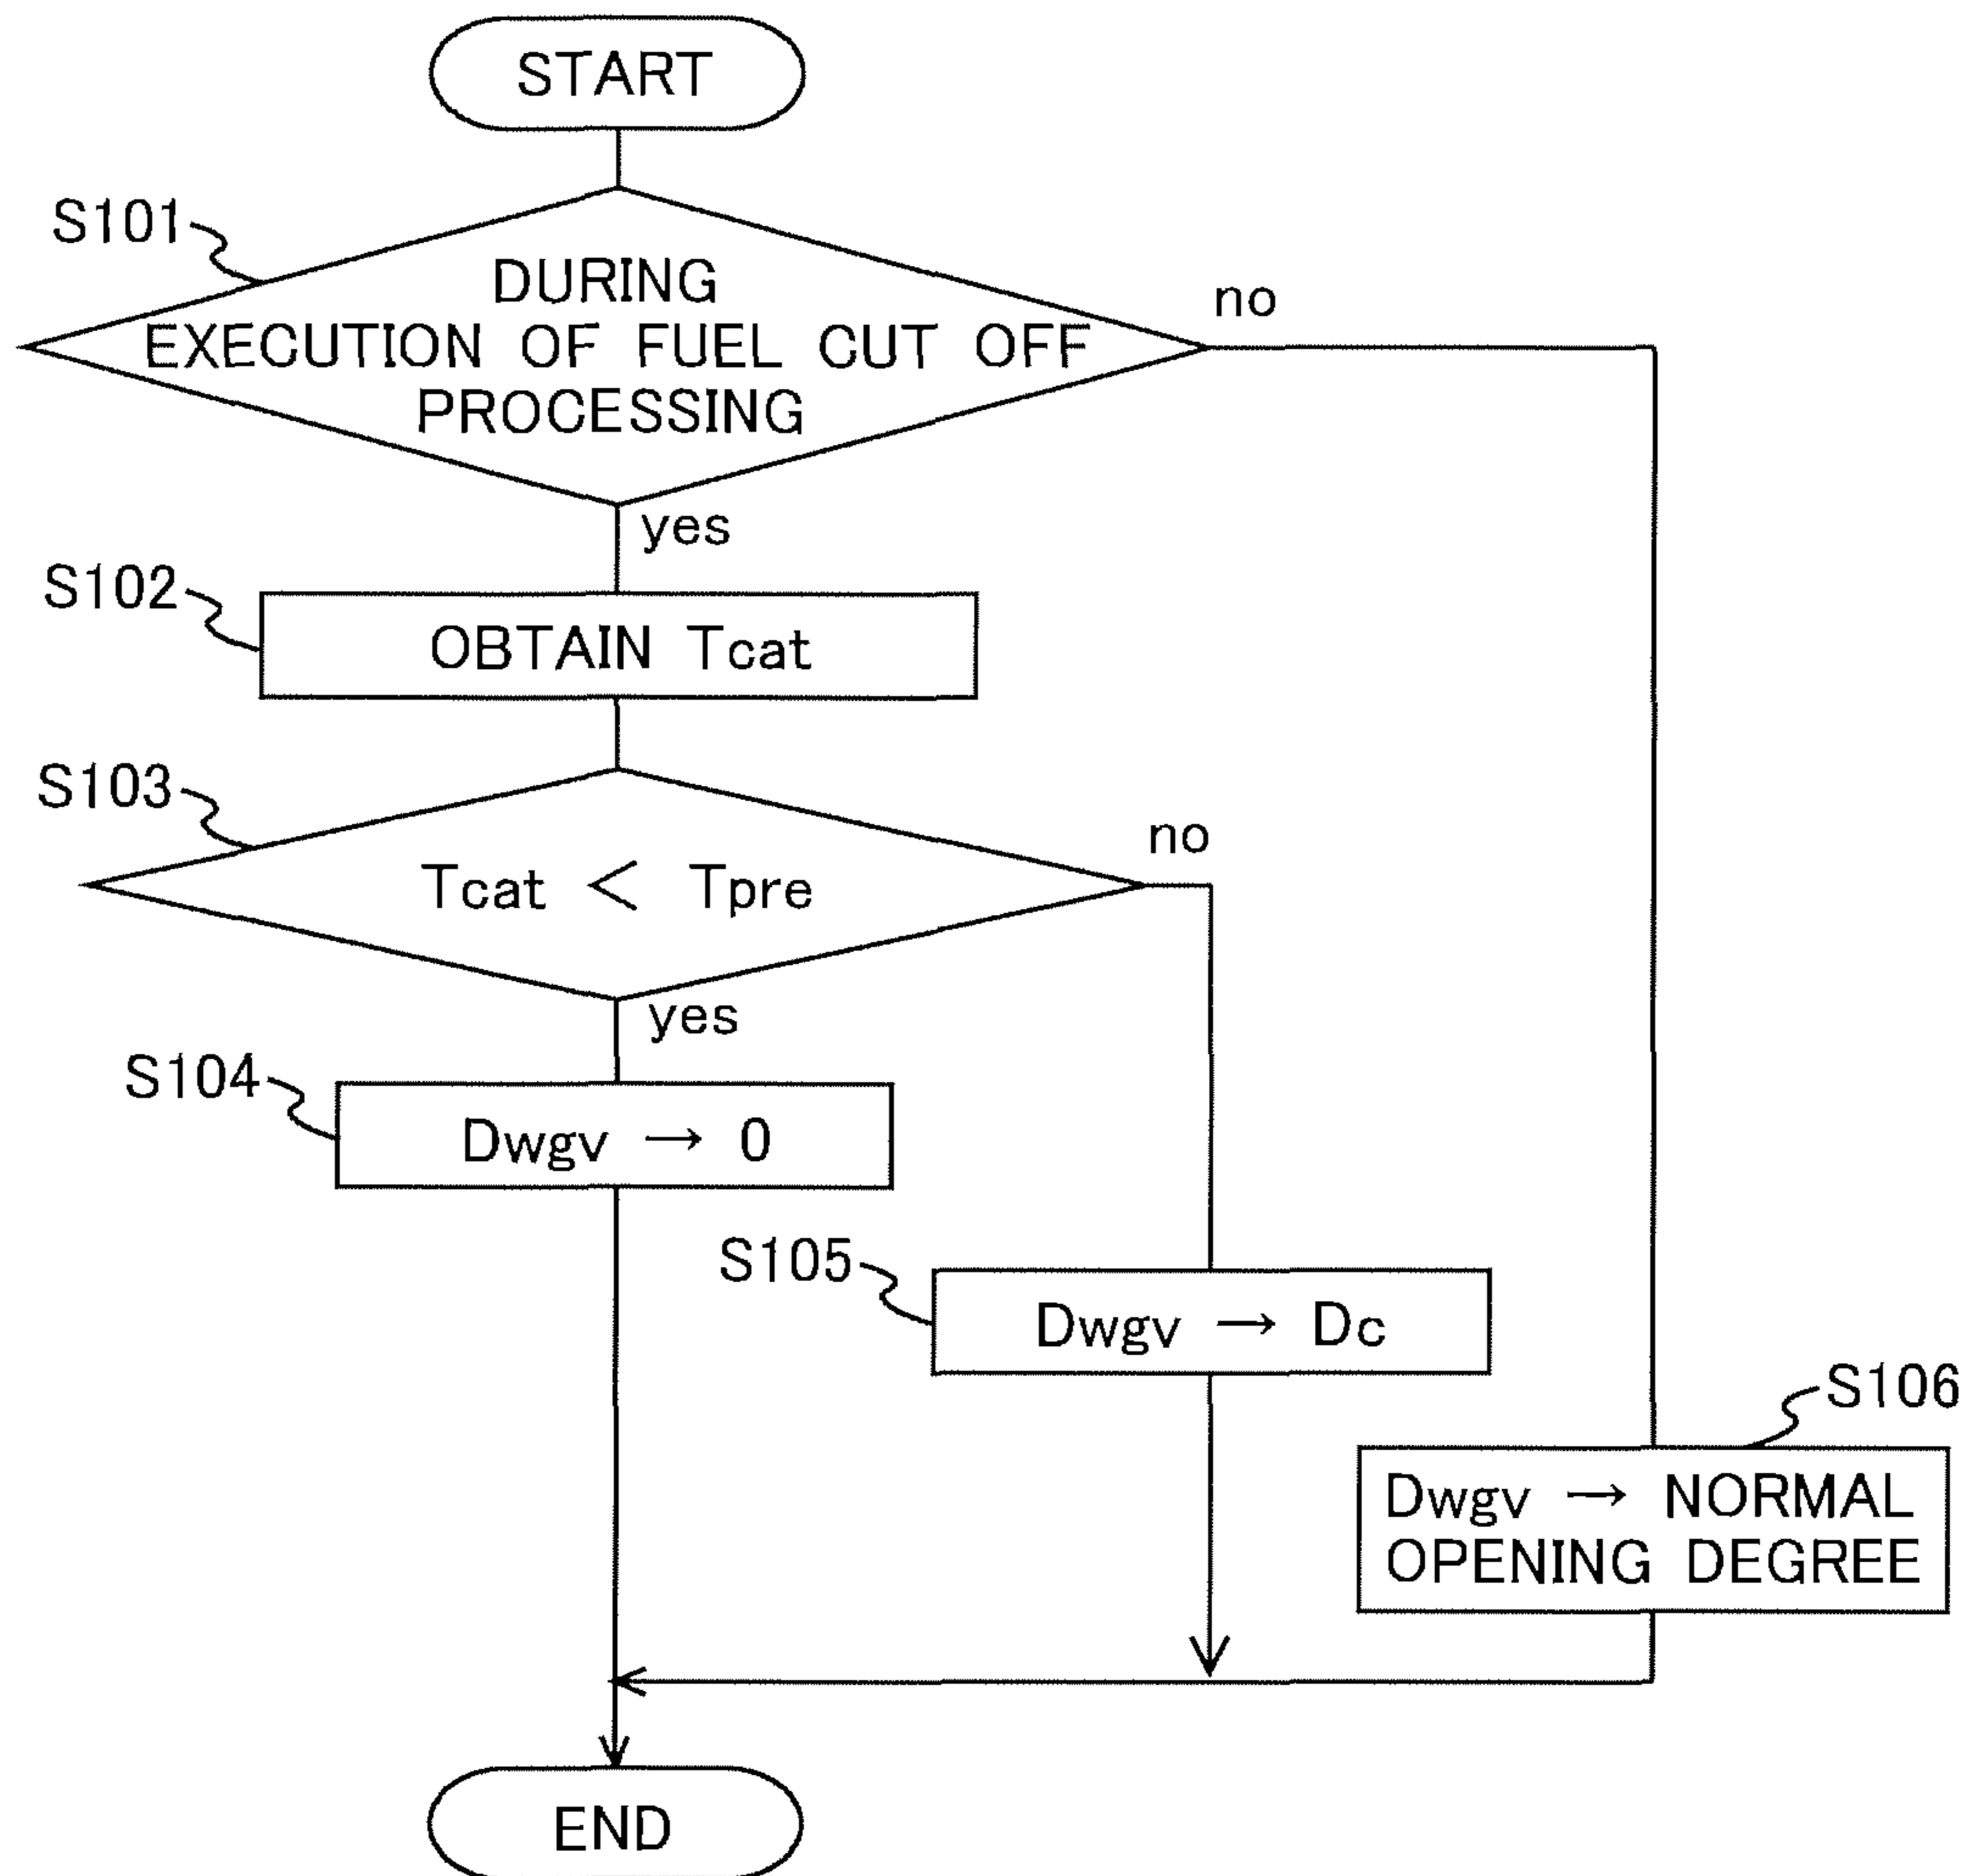 START
S101
DURING
EXECUTION OF FUEL CUT OFF
PROCESSING
no
yes
S102
OBTAIN Tcat
S103
Tcat < Tpre
no
yes
S104
Dwgv → 0
S105
Dwgv → Dc
S106
Dwgv → NORMAL
OPENING DEGREE
END